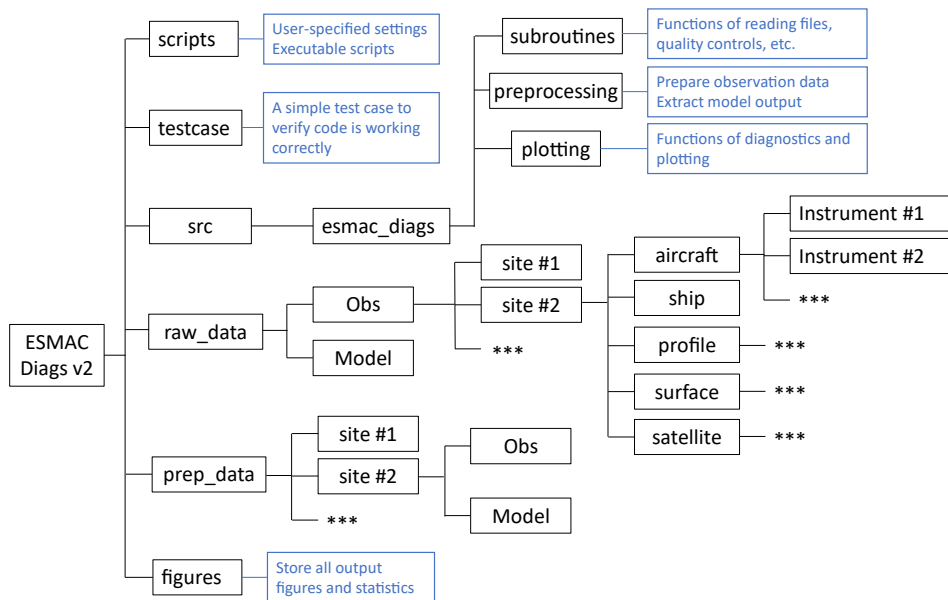 ESMAC
Diags v2
scripts
User-specified settings
Executable scripts
testcase
A simple test case to
verify code is working
correctly
src
esmac_diags
subroutines
Functions of reading files,
quality controls, etc.
preprocessing
Prepare observation data
Extract model output
plotting
Functions of diagnostics and
plotting
raw_data
Obs
site #1
site #2
***
aircraft
Instrument #1
Instrument #2
***
ship
profile
***
surface
***
satellite
***
Model
prep_data
site #1
site #2
***
Obs
Model
figures
Store all output
figures and statistics